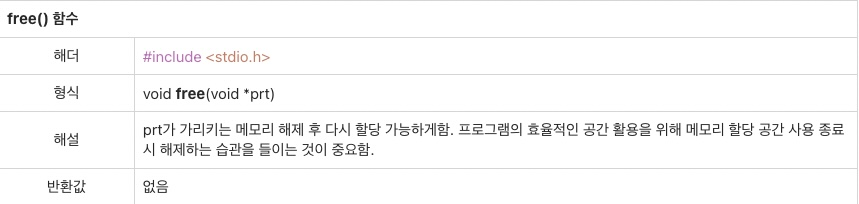 free() 함수
해더
#include <stdio.h>
형식
void free(void *prt)
해설
prt가 가리키는 메모리 해제 후 다시 할당 가능하게함. 프로그램의 효율적인 공간 활용을 위해 메모리 할당 공간 사용 종료
시 해제하는 습관을 들이는 것이 중요함.
반환값
없음